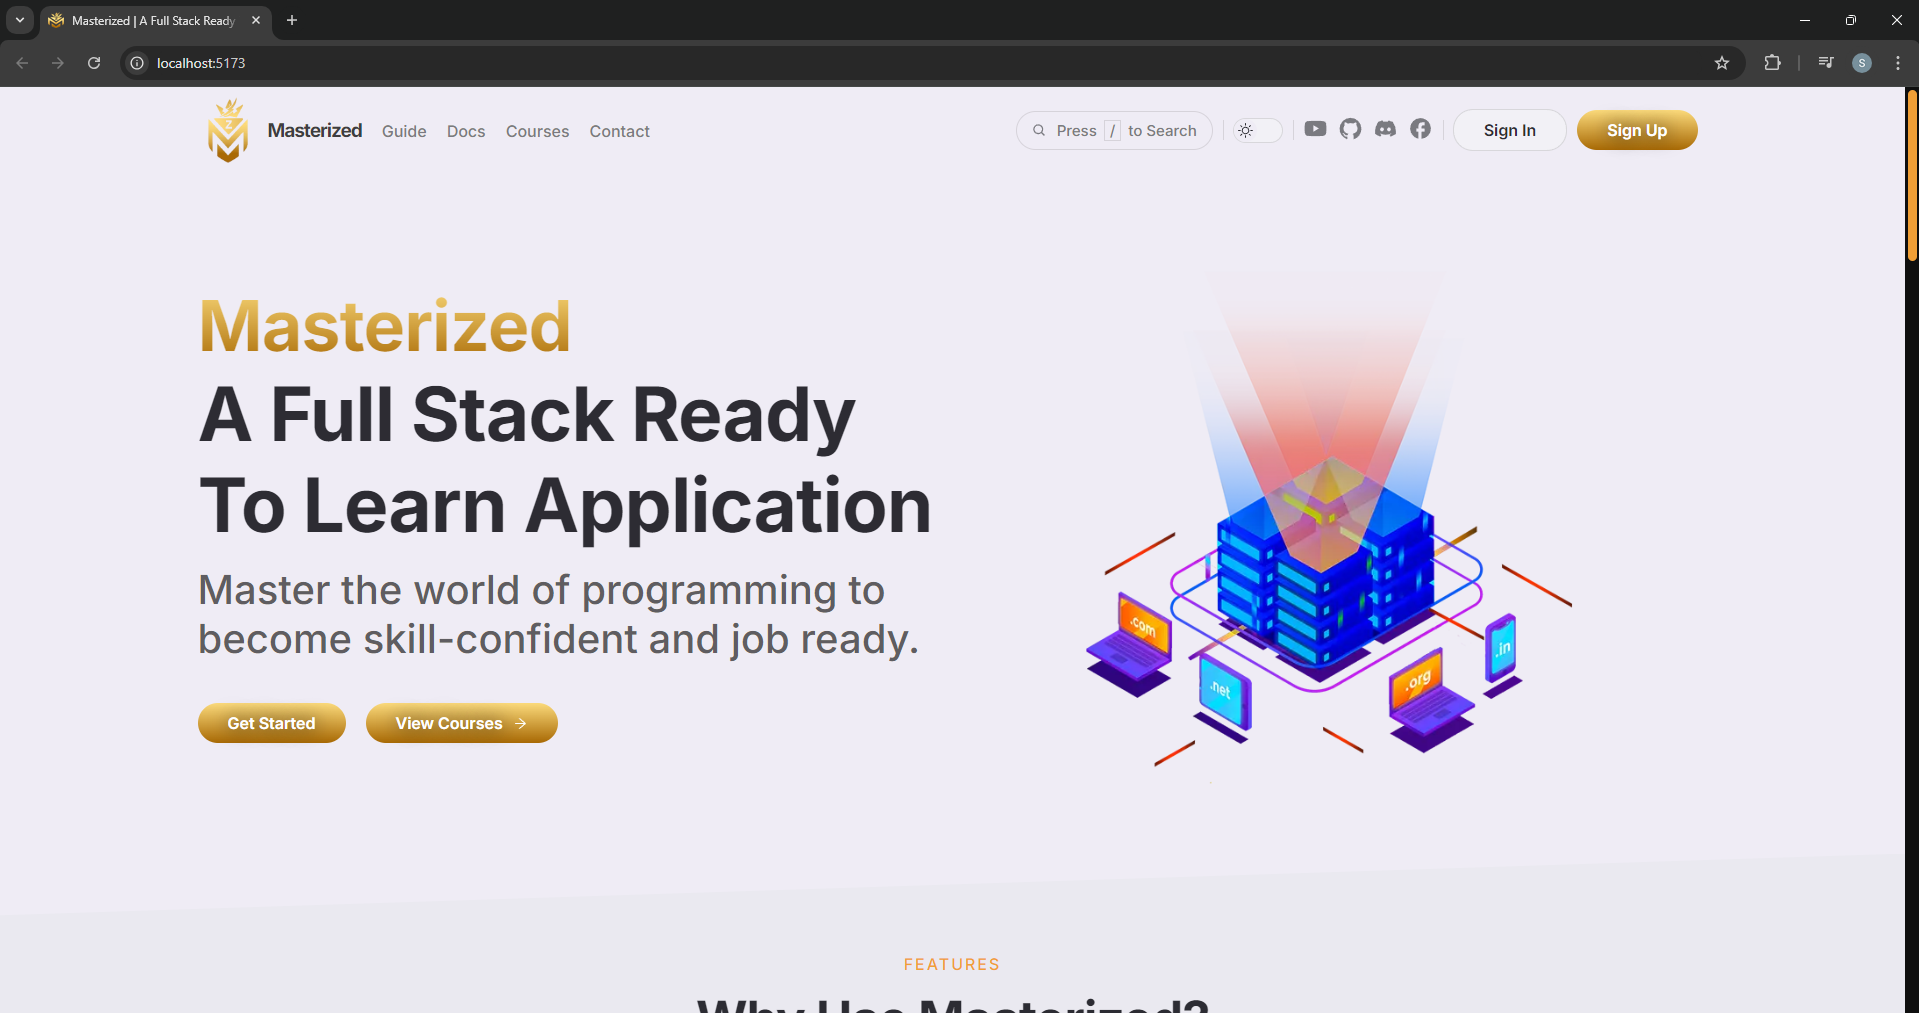 Masterized | A Full Stack Ready
localhost:5173
S
Masterized Guide Docs Courses Contact
Press / to Search
Sign In
Sign Up
Masterized
A Full Stack Ready
To Learn Application
Master the world of programming to
become skill-confident and job ready.
Get Started
View Courses →
.com
.net
.org
.in
FEATURES
Why Use Masterized?